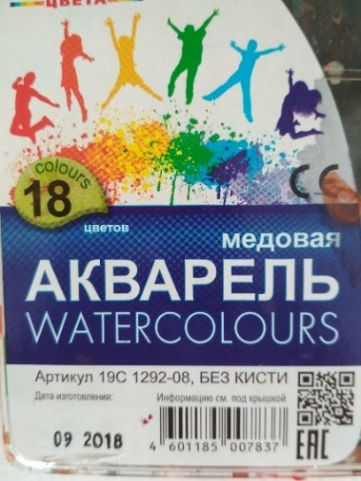 ЦВЕТА
colours
18
цветов
медовая
АКВАРЕЛЬ
WATERCOLOURS
Артикул 19С 1292-08, БЕЗ КИСТИ
Дата изготовления:
Информацию см. под крышкой
09 2018
4 601185 007837
CE
EAC